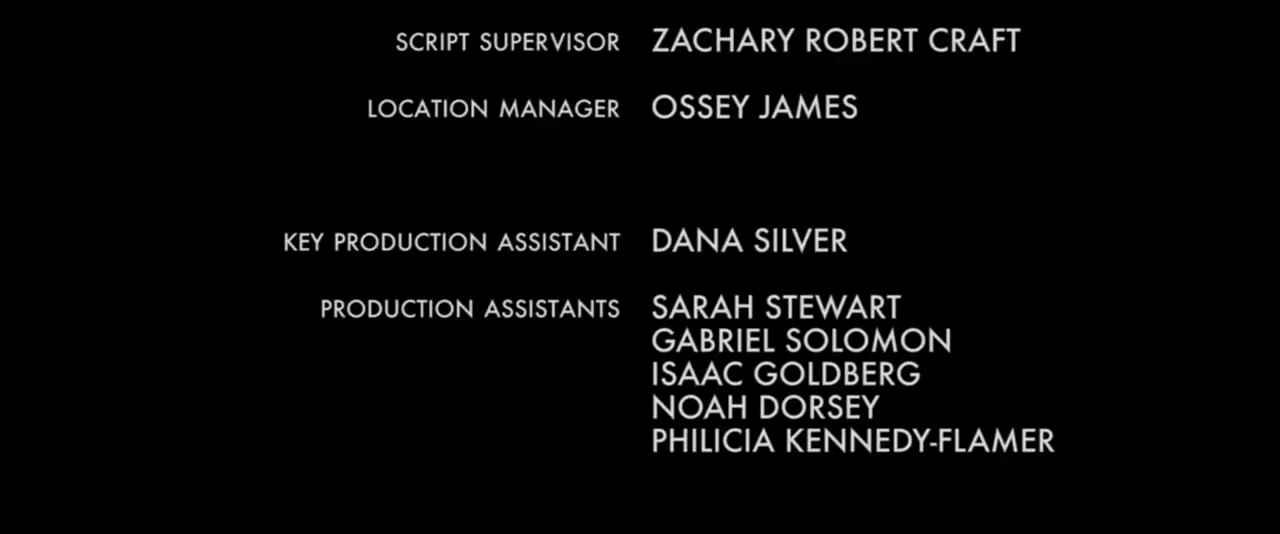 SCRIPT SUPERVISOR ZACHARY ROBERT CRAFT
LOCATION MANAGER OSSEY JAMES
KEY PRODUCTION ASSISTANT DANA SILVER
PRODUCTION ASSISTANTS SARAH STEWART
GABRIEL SOLOMON
ISAAC GOLDBERG
NOAH DORSEY
PHILICIA KENNEDY-FLAMER